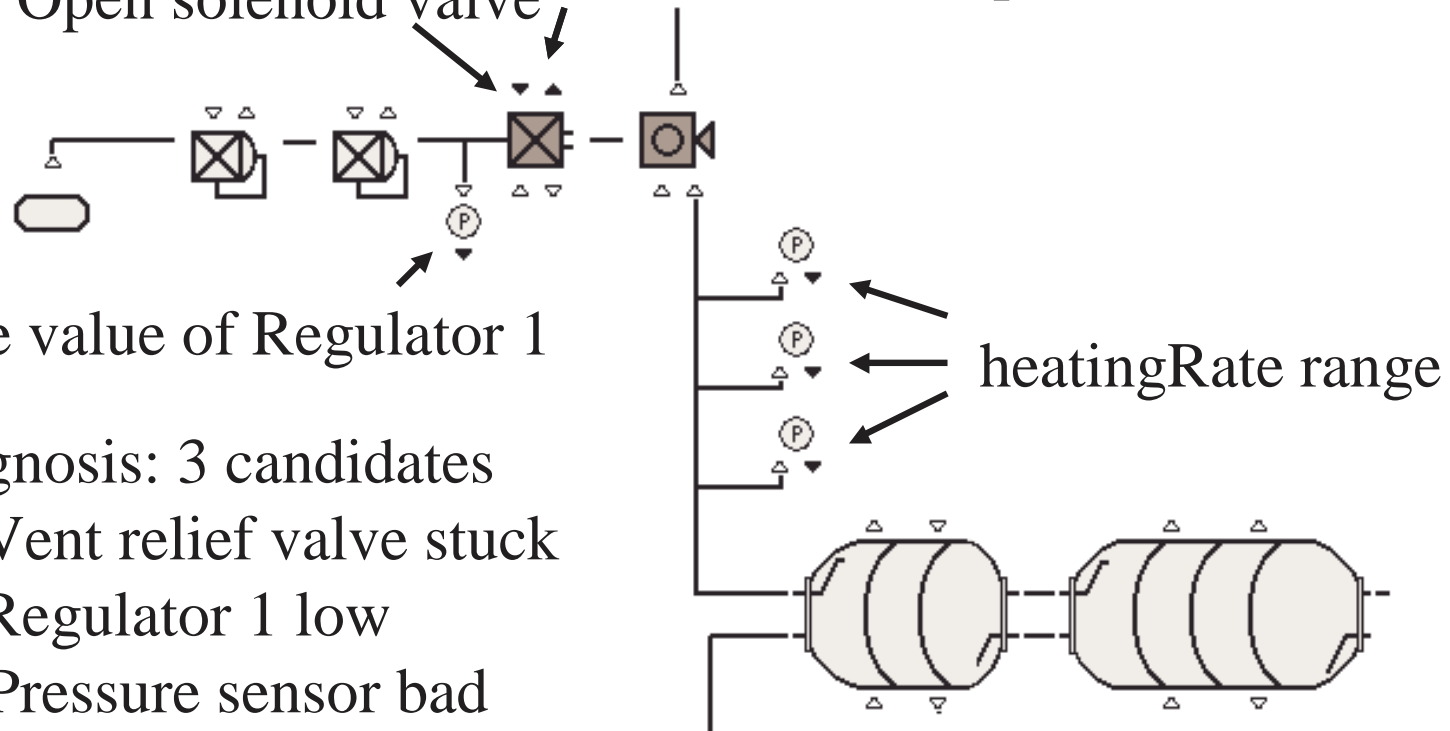 Open solenoid valve
P
P
e value of Regulator 1
P
heatingRate range
P
gnosis: 3 candidates
Vent relief valve stuck
Regulator 1 low
Pressure sensor bad